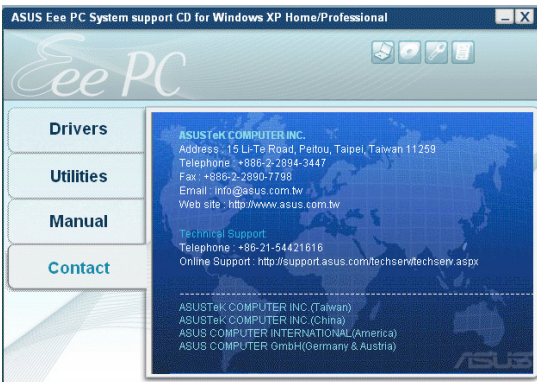 ASUS Eee PC System support CD for Windows XP Home/Professional
Eee PC
Drivers
Utilities
Manual
Contact
ASUSTeK COMPUTER INC.
Address : 15 Li-Te Road, Peitou, Taipei, Taiwan 11259
Telephone : +886-2-2894-3447
Fax : +886-2-2890-7798
Email : info@asus.com.tw
Web site : http://www.asus.com.tw
Technical Support
Telephone : +86-21-54421616
Online Support : http://support.asus.com/techserv/techserv.aspx
ASUSTeK COMPUTER INC.(Taiwan)
ASUSTeK COMPUTER INC.(China)
ASUS COMPUTER INTERNATIONAL(America)
ASUS COMPUTER GmbH(Germany & Austria)
ASUS